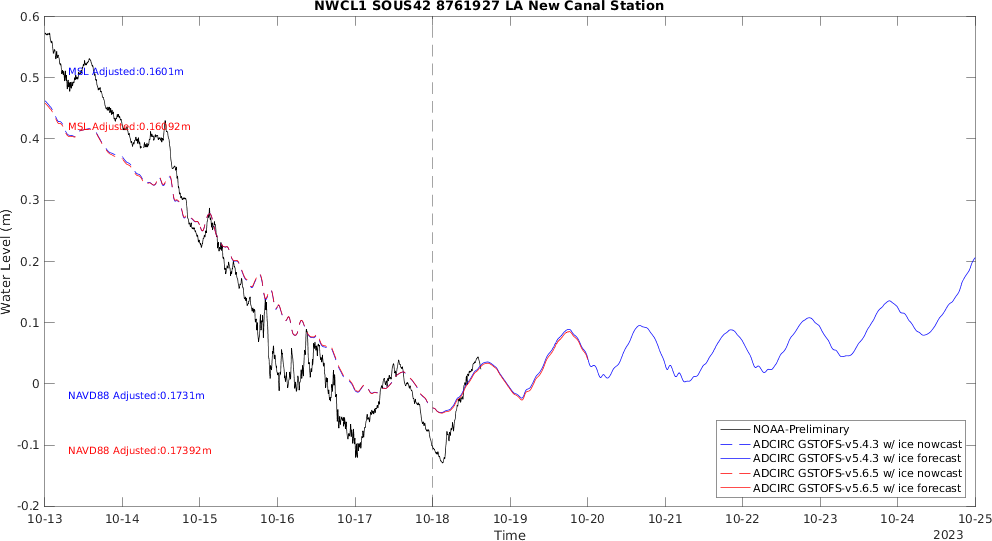 NWCL1 SOUS42 8761927 LA New Canal Station
0.6
0.5
0.4
0.3
0.2
0.1
0
-0.1
-0.2
Water Level (m)
MSL Adjusted:0.1601m
MSL Adjusted:0.16092m
NAVD88 Adjusted:0.1731m
NAVD88 Adjusted:0.17392m
NOAA-Preliminary
ADCIRC GSTOFS-v5.4.3 w/ ice nowcast
ADCIRC GSTOFS-v5.4.3 w/ ice forecast
ADCIRC GSTOFS-v5.6.5 w/ ice nowcast
ADCIRC GSTOFS-v5.6.5 w/ ice forecast
10-13 10-14 10-15 10-16 10-17 10-18 10-19 10-20 10-21 10-22 10-23 10-24 10-25
Time
2023